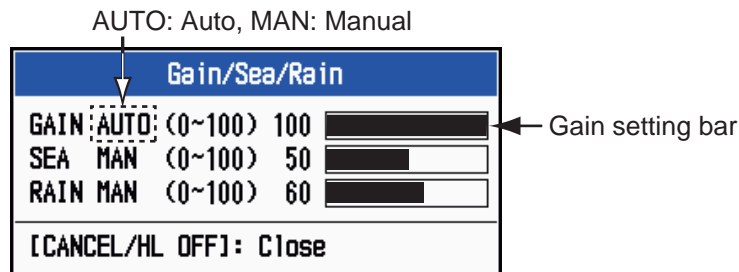 AUTO: Auto, MAN: Manual
Gain/Sea/Rain
GAIN AUTO (0~100) 100
Gain setting bar
SEA MAN (0~100) 50
RAIN MAN (0~100) 60
[CANCEL/HL OFF]: Close